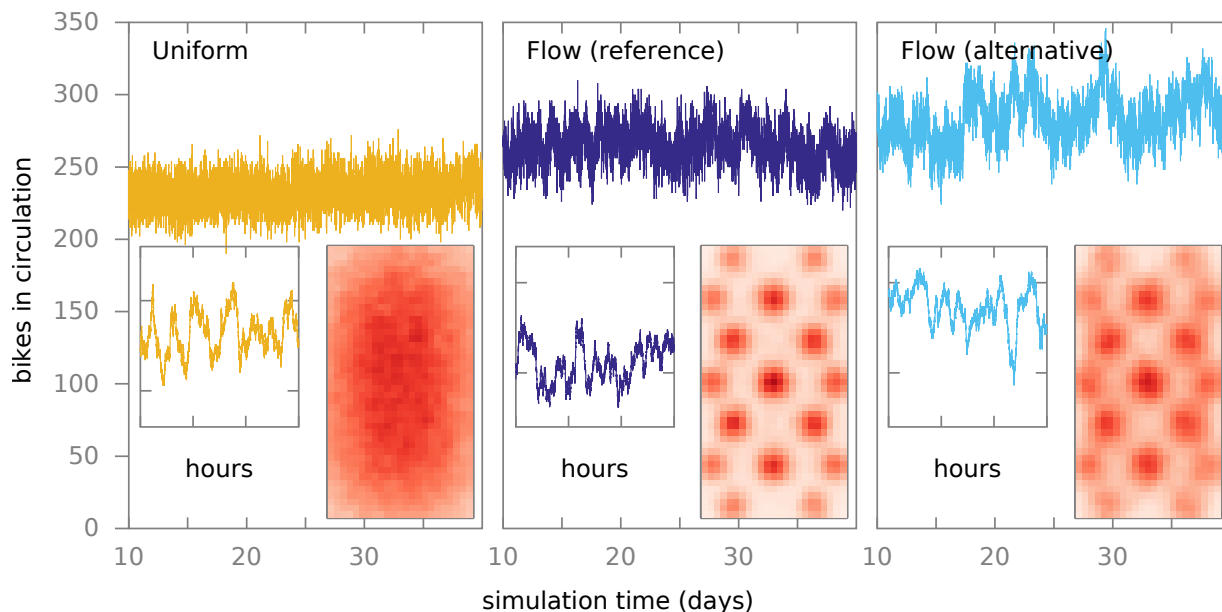 350
300
250
200
150
100
50
0
bikes in circulation
Uniform
Flow (reference)
Flow (alternative)
hours
hours
hours
10 30
10 20 30
10 20 30
simulation time (days)